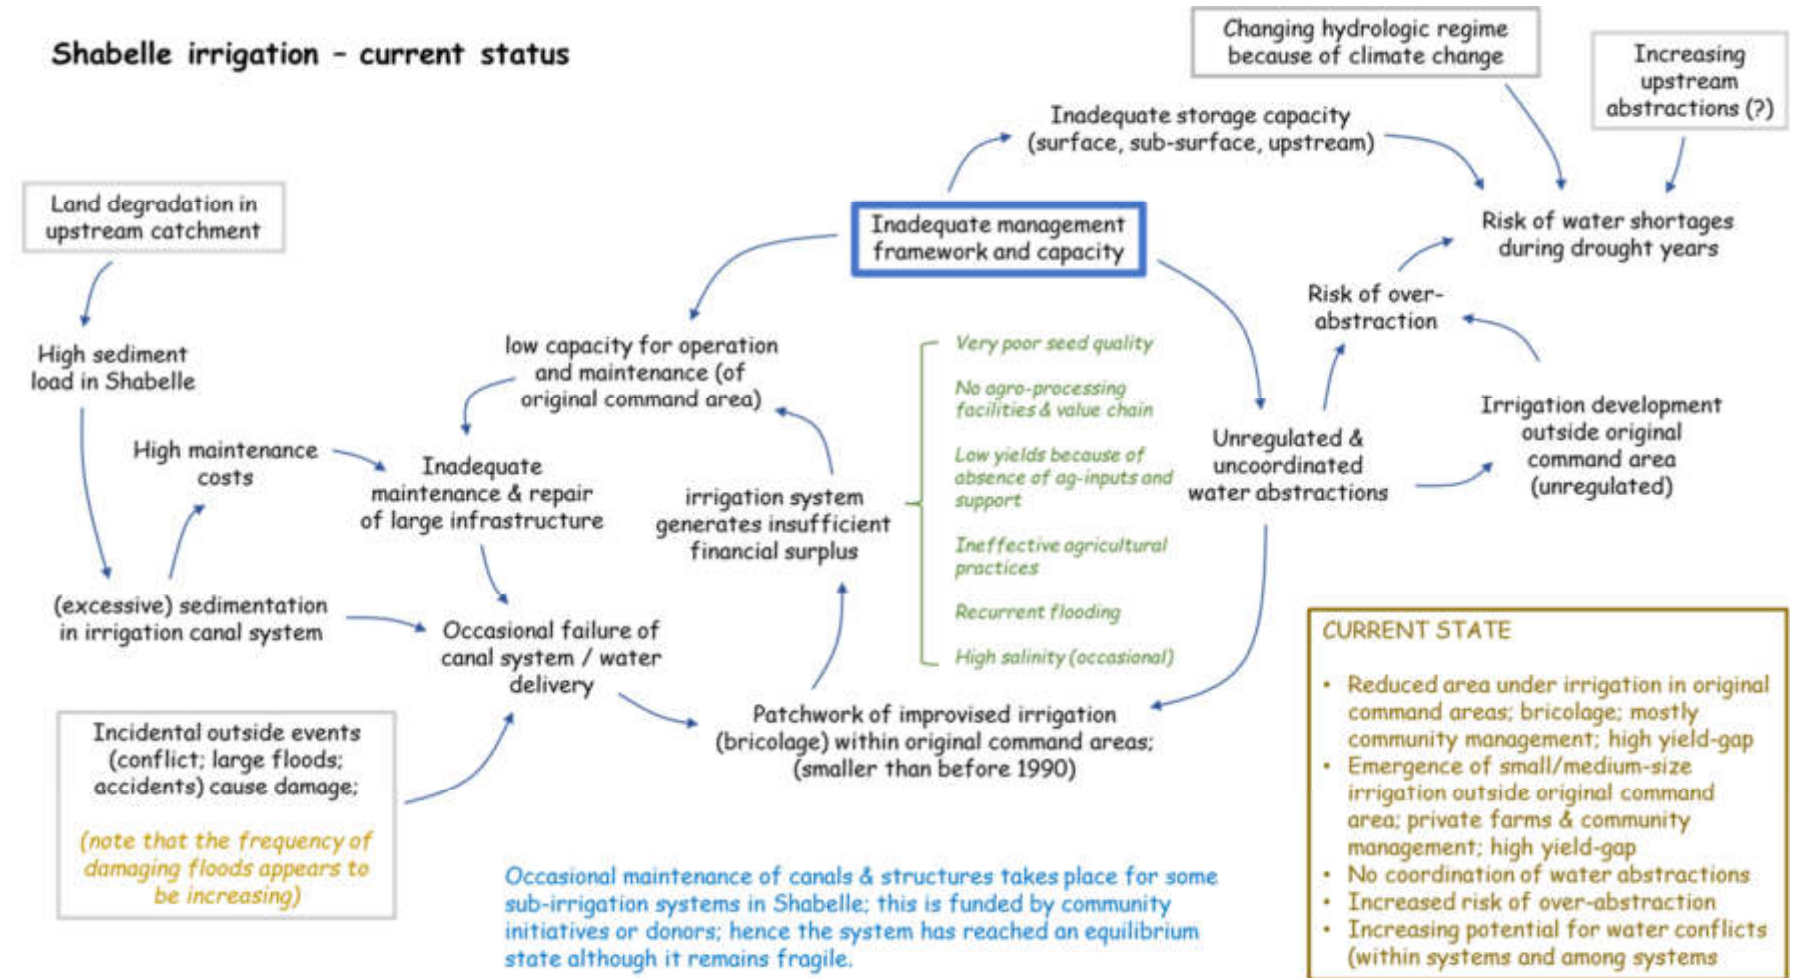 Shabelle irrigation – current status
Changing hydrologic regime
because of climate change
Increasing
upstream
abstractions (?)
Inadequate storage capacity
(surface, sub-surface, upstream)
Land degradation in
upstream catchment
Inadequate management
framework and capacity
Risk of water shortages
during drought years
Risk of over-
abstraction
High sediment
load in Shabelle
low capacity for operation
and maintenance (of
original command area)
Very poor seed quality
No agro-processing
facilities & value chain
Low yields because of
absence of ag-inputs and
support
Ineffective agricultural
practices
Recurrent flooding
High salinity (occasional)
Irrigation development
outside original
command area
(unregulated)
Unregulated &
uncoordinated
water abstractions
High maintenance
costs
Inadequate
maintenance & repair
of large infrastructure
irrigation system
generates insufficient
financial surplus
(excessive) sedimentation
in irrigation canal system
Occasional failure of
canal system / water
delivery
Patchwork of improvised irrigation
(bricolage) within original command areas;
(smaller than before 1990)
Incidental outside events
(conflict; large floods;
accidents) cause damage;
(note that the frequency of
damaging floods appears to
be increasing)
Occasional maintenance of canals & structures takes place for some
sub-irrigation systems in Shabelle; this is funded by community
initiatives or donors; hence the system has reached an equilibrium
state although it remains fragile.
CURRENT STATE
• Reduced area under irrigation in original
command areas; bricolage; mostly
community management; high yield-gap
• Emergence of small/medium-size
irrigation outside original command
area; private farms & community
management; high yield-gap
• No coordination of water abstractions
• Increased risk of over-abstraction
• Increasing potential for water conflicts
(within systems and among systems